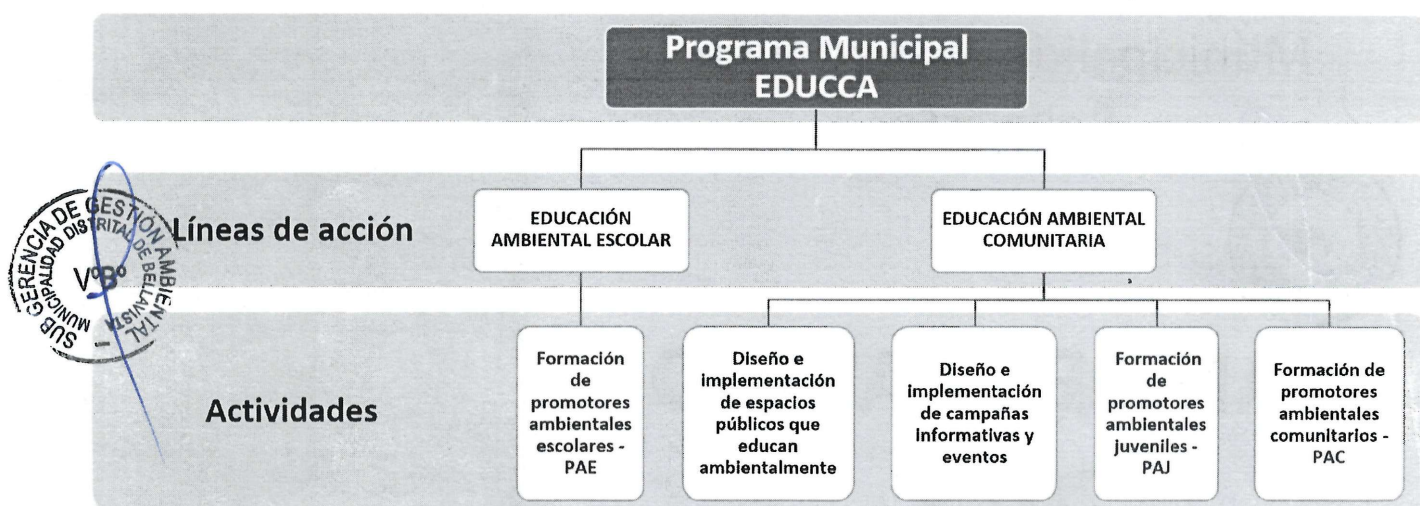 Programa Municipal
EDUCCA
Líneas de acción
EDUCACIÓN
AMBIENTAL ESCOLAR
EDUCACIÓN AMBIENTAL
COMUNITARIA
SUB GERENCIA DE GESTIÓN AMBIENTAL
MUNICIPALIDAD DISTRITAL DE BELLAVISTA
VºBº
Actividades
Formación
de
promotores
ambientales
escolares -
PAE
Diseño e
implementación
de espacios
públicos que
educan
ambientalmente
Diseño e
implementación
de campañas
informativas y
eventos
Formación
de
promotores
ambientales
juveniles -
PAJ
Formación de
promotores
ambientales
comunitarios -
PAC